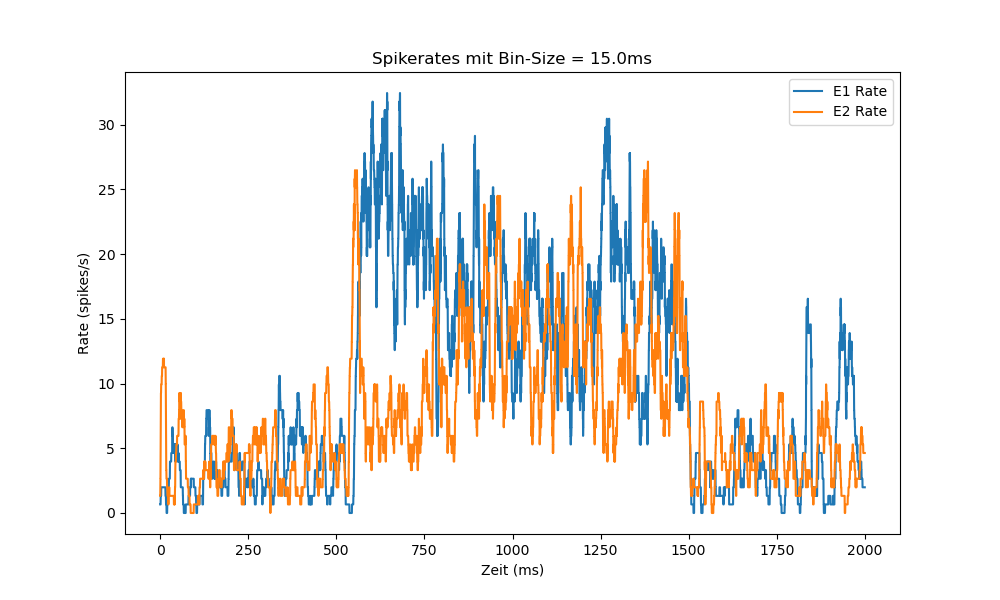 Spikerates mit Bin-Size = 15.0ms
E1 Rate
E2 Rate
Rate (spikes/s)
30
25
20
15
10
5
0
0 250 500 750 1000 1250 1500 1750 2000
Zeit (ms)